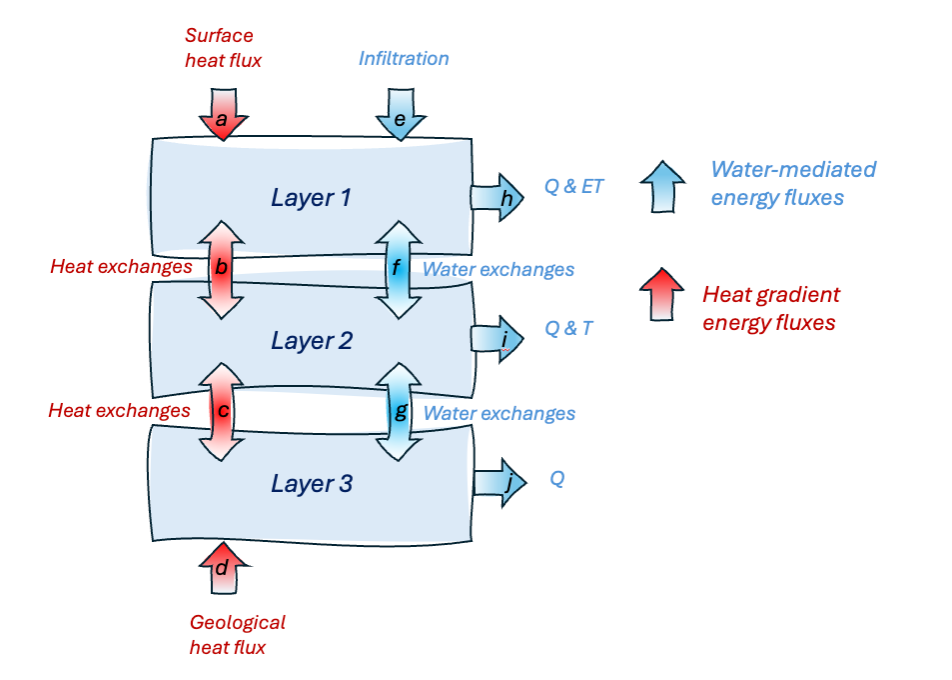 Surface
heat flux
Infiltration
a
e
Layer 1
h
Q & ET
Water-mediated
energy fluxes
Heat exchanges
b
f
Water exchanges
Heat gradient
energy fluxes
Layer 2
i
Q & T
Heat exchanges
c
g
Water exchanges
Layer 3
j
Q
d
Geological
heat flux